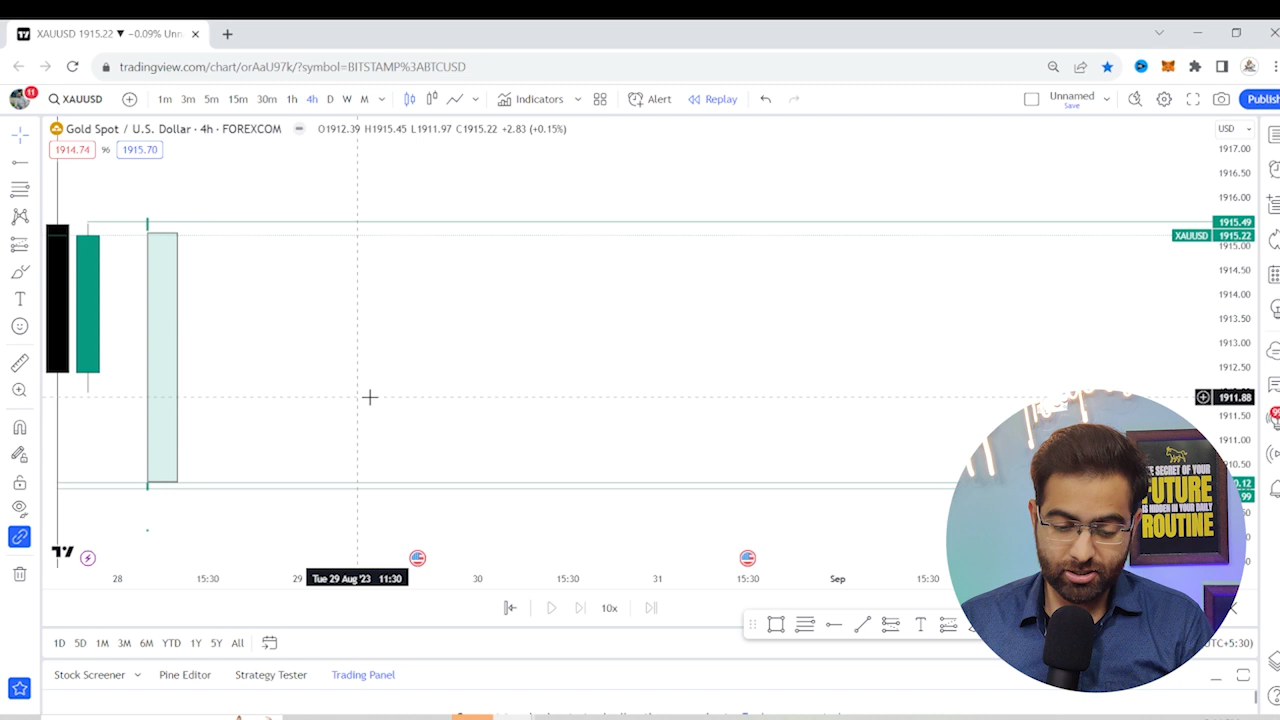 XAUUSD 1915.22 ▼ −0.09% Unn
tradingview.com/chart/orAaU97k/?symbol=BITSTAMP%3ABTCUSD
11
XAUUSD
1m 3m 5m 15m 30m 1h 4h D W M
Indicators
Alert
Replay
Unnamed
Save
Publish
Gold Spot / U.S. Dollar · 4h · FOREXCOM
O1912.39 H1915.45 L1911.97 C1915.22 +2.83 (+0.15%)
USD
1914.74
96
1915.70
1917.00
1916.50
1916.00
1915.49
XAUUSD 1915.22
1915.00
1914.50
1914.00
1913.50
1913.00
1912.50
1911.88
1911.50
1911.00
1910.50
THE SECRET OF YOUR
FUTURE
IS HIDDEN IN YOUR DAILY
ROUTINE
28
15:30
29
Tue 29 Aug '23 11:30
30
15:30
31
15:30
Sep
15:30
10x
1D 5D 1M 3M 6M YTD 1Y 5Y All
UTC+5:30)
Stock Screener
Pine Editor
Strategy Tester
Trading Panel